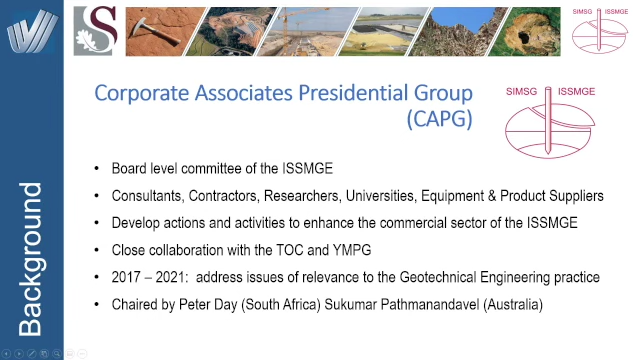 SIMSG ISSMGE
Corporate Associates Presidential Group
(CAPG)
SIMSG ISSMGE
Background
• Board level committee of the ISSMGE
• Consultants, Contractors, Researchers, Universities, Equipment & Product Suppliers
• Develop actions and activities to enhance the commercial sector of the ISSMGE
• Close collaboration with the TOC and YMPG
• 2017 – 2021: address issues of relevance to the Geotechnical Engineering practice
• Chaired by Peter Day (South Africa) Sukumar Pathmanandavel (Australia)